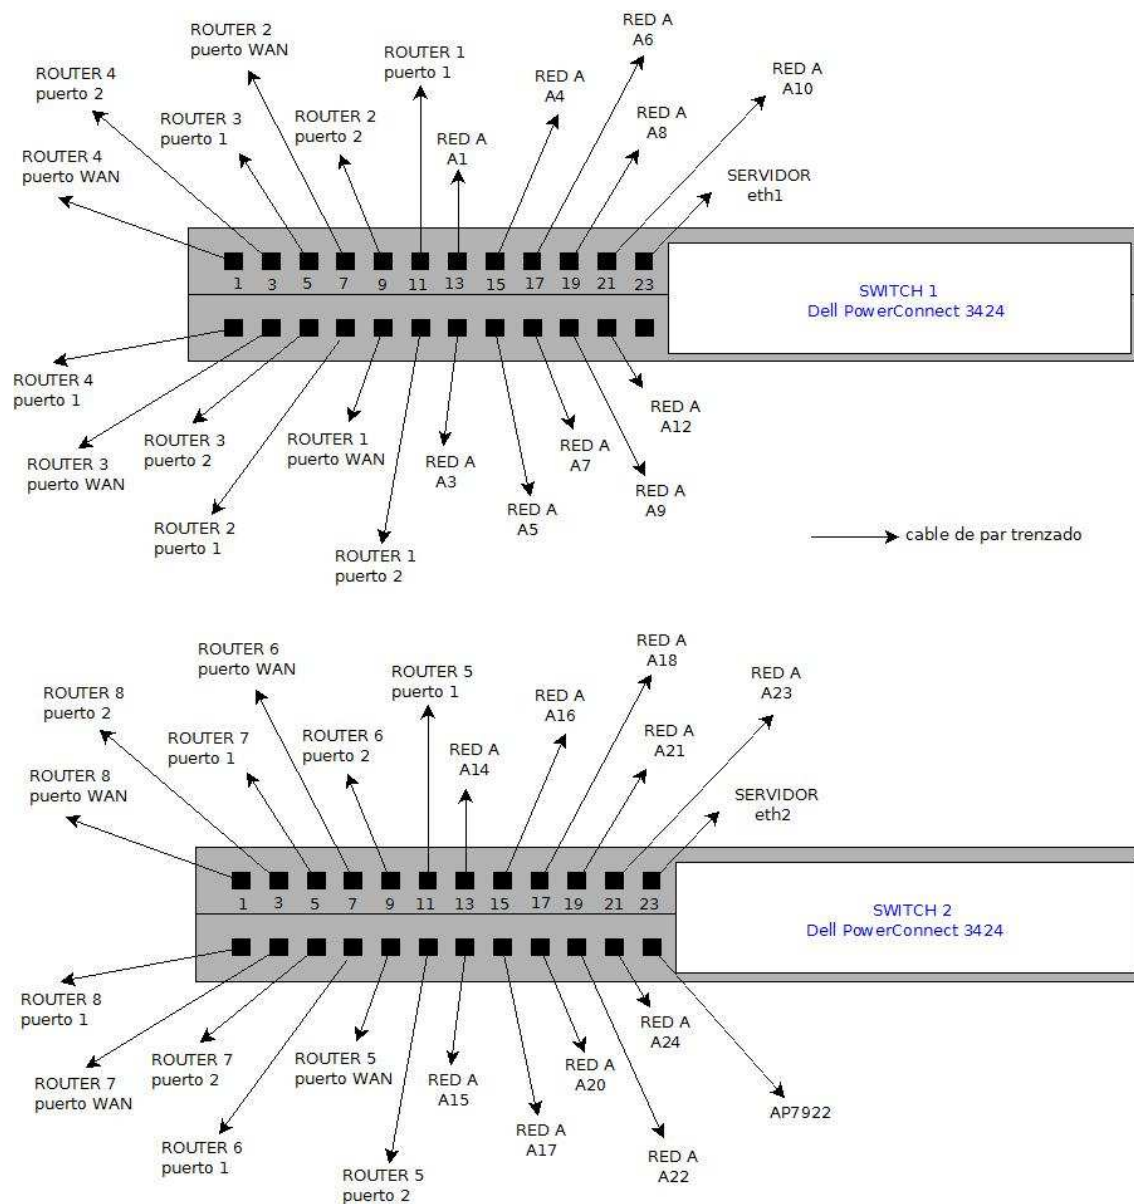 ROUTER 2
puerto WAN
RED A
A6
ROUTER 1
puerto 1
ROUTER 4
puerto 2
RED A
A4
RED A
A10
ROUTER 3
puerto 1
ROUTER 2
puerto 2
RED A
A8
RED A
A1
ROUTER 4
puerto WAN
SERVIDOR
eth1
1 3 5 7 9 11 13 15 17 19 21 23
SWITCH 1
Dell PowerConnect 3424
ROUTER 4
puerto 1
RED A
A12
ROUTER 3
puerto 2
ROUTER 1
puerto WAN
RED A
A7
ROUTER 3
puerto WAN
RED A
A3
RED A
A9
RED A
A5
ROUTER 2
puerto 1
ROUTER 1
puerto 2
cable de par trenzado
ROUTER 6
puerto WAN
RED A
A18
ROUTER 5
puerto 1
RED A
A23
ROUTER 8
puerto 2
RED A
A16
ROUTER 7
puerto 1
ROUTER 6
puerto 2
RED A
A21
RED A
A14
ROUTER 8
puerto WAN
SERVIDOR
eth2
1 3 5 7 9 11 13 15 17 19 21 23
SWITCH 2
Dell PowerConnect 3424
ROUTER 8
puerto 1
RED A
A24
ROUTER 7
puerto 2
ROUTER 5
puerto WAN
RED A
A20
ROUTER 7
puerto WAN
RED A
A15
AP7922
RED A
A17
ROUTER 6
puerto 1
RED A
A22
ROUTER 5
puerto 2